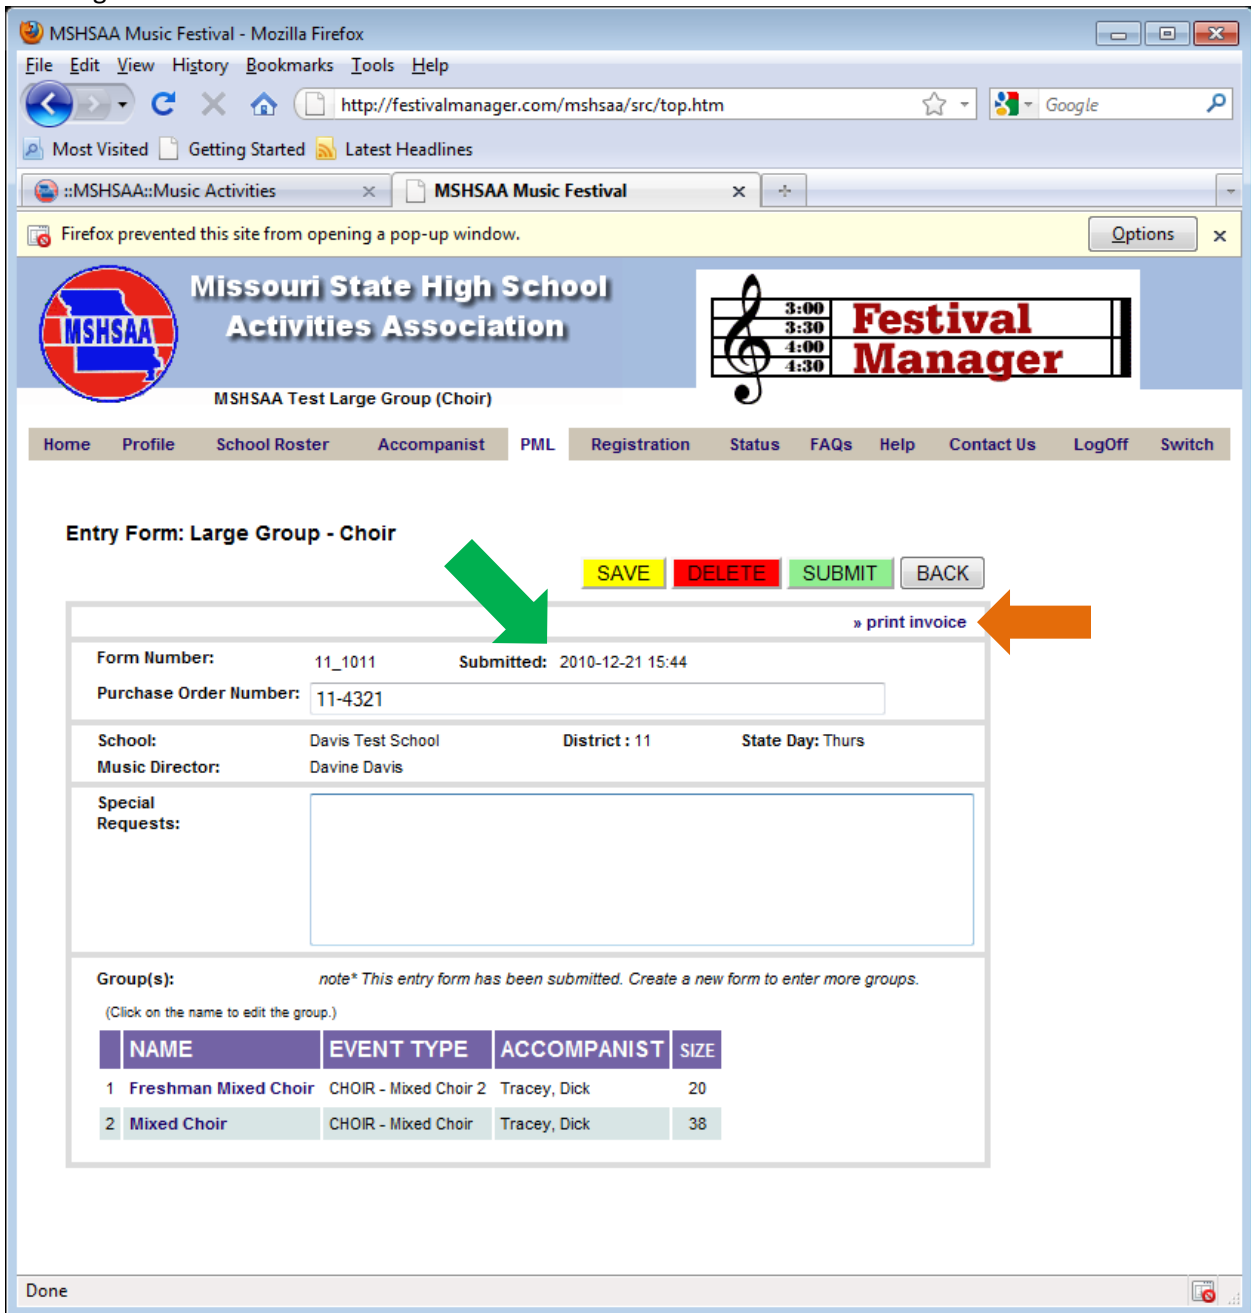 MSHSAA Music Festival - Mozilla Firefox
File Edit View History Bookmarks Tools Help
http://festivalmanager.com/mshsaa/src/top.htm Google
Most Visited Getting Started Latest Headlines
::MSHSAA::Music Activities MSHSAA Music Festival
Firefox prevented this site from opening a pop-up window. Options
Missouri State High School
Activities Association
MSHSAA
3:00
3:30
4:00
4:30
Festival
Manager
MSHSAA Test Large Group (Choir)
Home Profile School Roster Accompanist PML Registration Status FAQs Help Contact Us LogOff Switch
Entry Form: Large Group - Choir
SAVE DELETE SUBMIT BACK
» print invoice
Form Number: 11_1011 Submitted: 2010-12-21 15:44
Purchase Order Number: 11-4321
School: Davis Test School District : 11 State Day: Thurs
Music Director: Davine Davis
Special
Requests:
Group(s): note* This entry form has been submitted. Create a new form to enter more groups.
(Click on the name to edit the group.)
NAME EVENT TYPE ACCOMPANIST SIZE
1 Freshman Mixed Choir CHOIR - Mixed Choir 2 Tracey, Dick 20
2 Mixed Choir CHOIR - Mixed Choir Tracey, Dick 38
Done